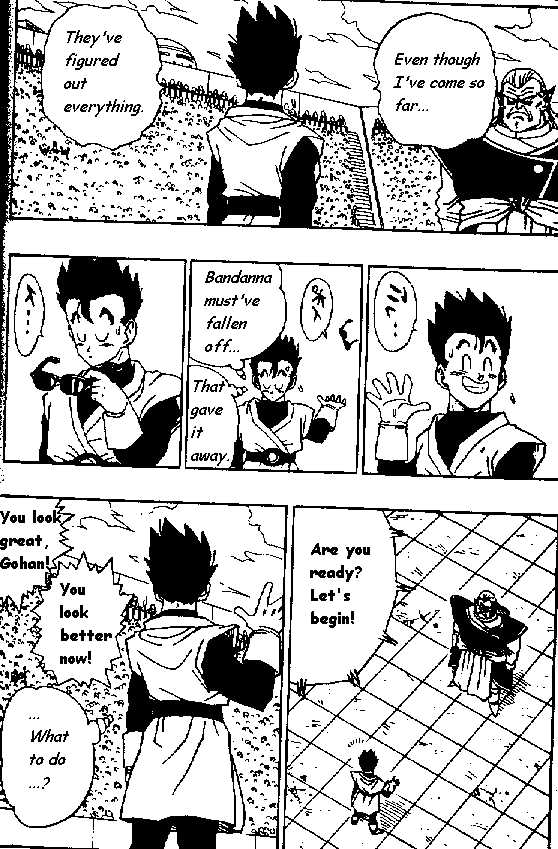 Even though
I've come so
far...
They've
figured
out
everything.
Bandanna
must've
fallen
off...
That
gave
it
away.
Are you
ready?
Let's
begin!
You look
great,
Gohan!
You
look
better
now!
...
What
to do
...?